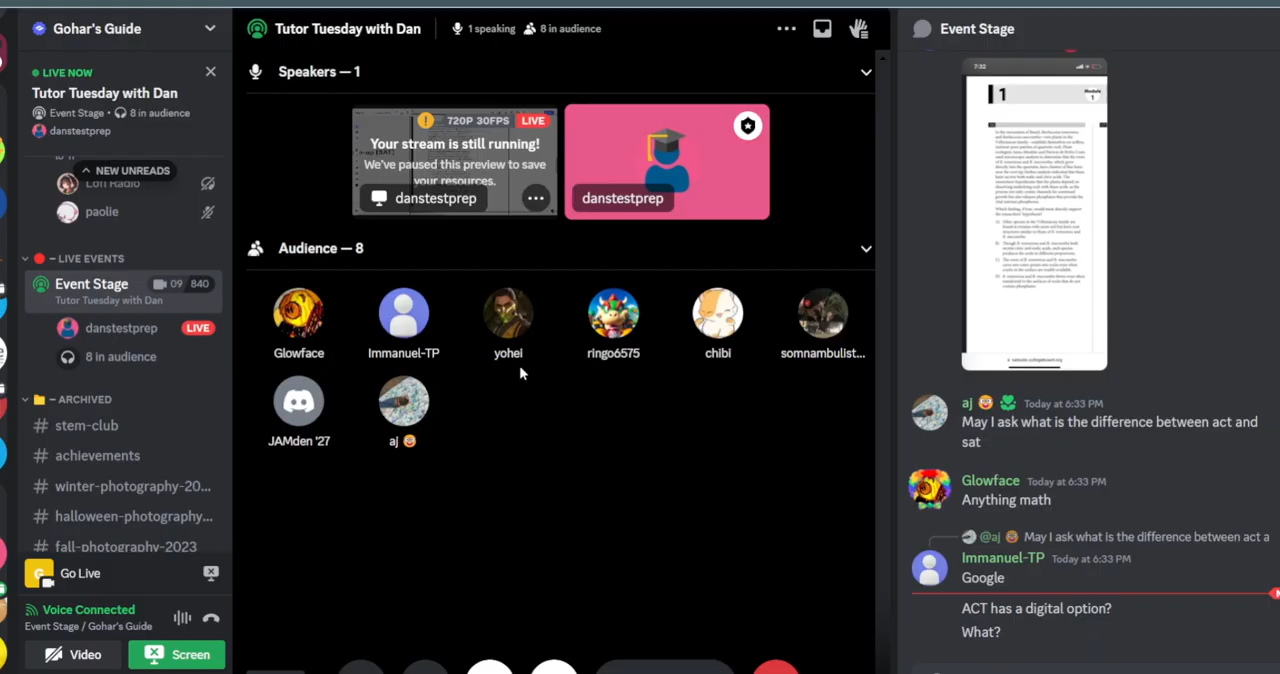 Gohar's Guide
LIVE NOW
Tutor Tuesday with Dan
Event Stage • 8 in audience
danstestprep
NEW UNREADS
Lofi Radio
paolie
– LIVE EVENTS
Event Stage
09 840
Tutor Tuesday with Dan
danstestprep LIVE
8 in audience
– ARCHIVED
# stem-club
# achievements
# winter-photography-20...
# halloween-photography...
# fall-photography-2023
Go Live
Voice Connected
Event Stage / Gohar's Guide
Video
Screen
Tutor Tuesday with Dan
1 speaking
8 in audience
Speakers — 1
720P 30FPS LIVE
Your stream is still running!
We've paused this preview to save
your resources.
danstestprep
danstestprep
Audience — 8
Glowface
Immanuel-TP
yohei
ringo6575
chibi
somnambulist...
JAMden '27
aj
Event Stage
7:32
1
Module
1
aj Today at 6:33 PM
May I ask what is the difference between act and
sat
Glowface Today at 6:33 PM
Anything math
@aj May I ask what is the difference between act a
Immanuel-TP Today at 6:33 PM
Google
ACT has a digital option?
What?